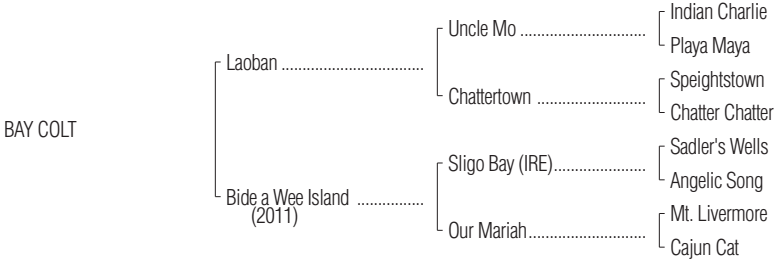 Indian Charlie
Uncle Mo ..............................
Playa Maya
Laoban ..................................
Speightstown
Chattertown ..........................
Chatter Chatter
BAY COLT
Sadler's Wells
Sligo Bay (IRE)......................
Angelic Song
Bide a Wee Island ................
(2011)
Mt. Livermore
Our Mariah............................
Cajun Cat